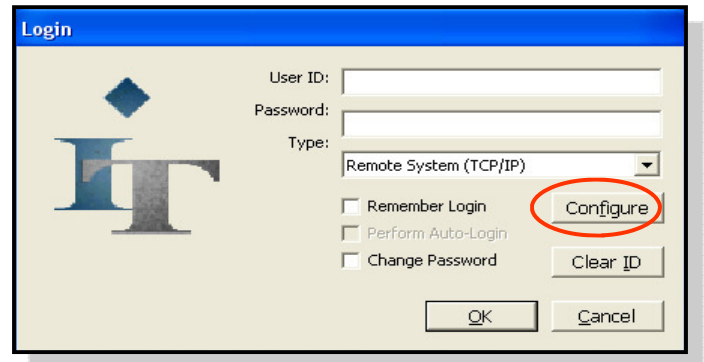 Login
iT
User ID:
Password:
Type:
Remote System (TCP/IP)
Remember Login
Configure
Perform Auto-Login
Change Password
Clear ID
OK
Cancel